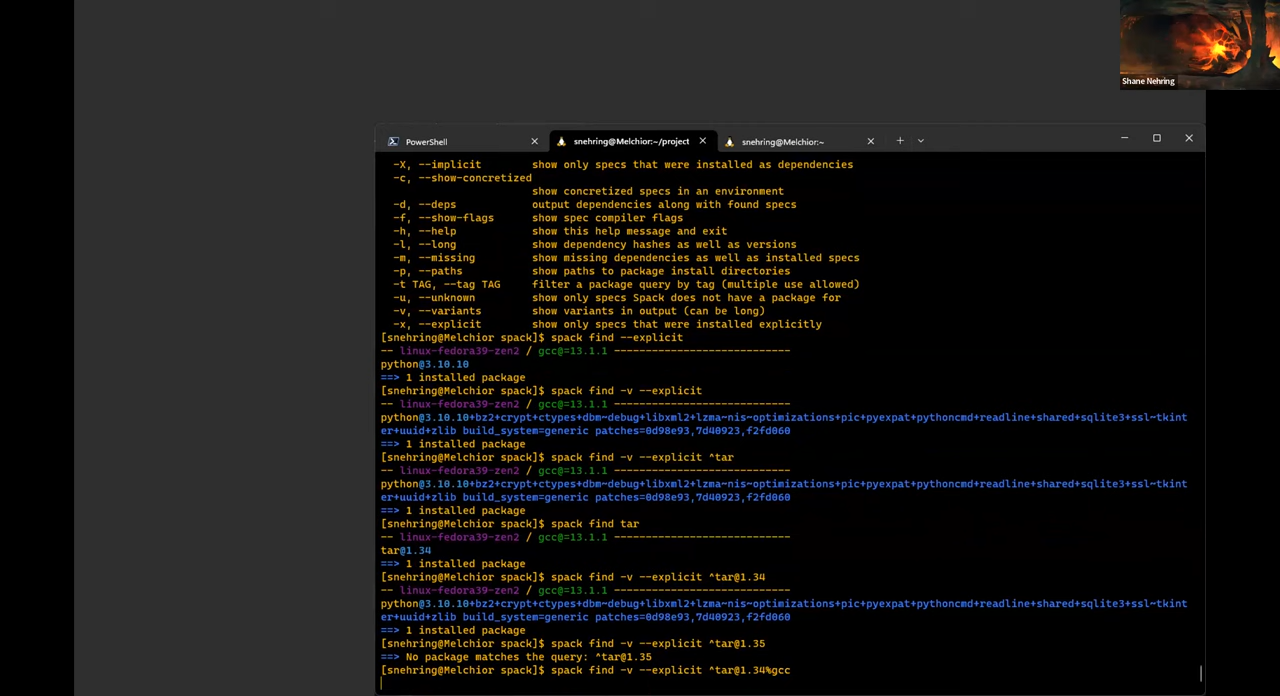 Shane Nehring
PowerShell
snehring@Melchior:~/project
snehring@Melchior:~
-X, --implicit show only specs that were installed as dependencies
-c, --show-concretized
show concretized specs in an environment
-d, --deps output dependencies along with found specs
-f, --show-flags show spec compiler flags
-h, --help show this help message and exit
-l, --long show dependency hashes as well as versions
-m, --missing show missing dependencies as well as installed specs
-p, --paths show paths to package install directories
-t TAG, --tag TAG filter a package query by tag (multiple use allowed)
-u, --unknown show only specs Spack does not have a package for
-v, --variants show variants in output (can be long)
-x, --explicit show only specs that were installed explicitly
[snehring@Melchior spack]$ spack find --explicit
-- linux-fedora39-zen2 / gcc@=13.1.1 ---------------------------
python@3.10.10
==> 1 installed package
[snehring@Melchior spack]$ spack find -v --explicit
-- linux-fedora39-zen2 / gcc@=13.1.1 ---------------------------
python@3.10.10+bz2+crypt+ctypes+dbm~debug+libxml2+lzma~nis~optimizations+pic+pyexpat+pythoncmd+readline+shared+sqlite3+ssl~tkint
er+uuid+zlib build_system=generic patches=0d98e93,7d40923,f2fd060
==> 1 installed package
[snehring@Melchior spack]$ spack find -v --explicit ^tar
-- linux-fedora39-zen2 / gcc@=13.1.1 ---------------------------
python@3.10.10+bz2+crypt+ctypes+dbm~debug+libxml2+lzma~nis~optimizations+pic+pyexpat+pythoncmd+readline+shared+sqlite3+ssl~tkint
er+uuid+zlib build_system=generic patches=0d98e93,7d40923,f2fd060
==> 1 installed package
[snehring@Melchior spack]$ spack find tar
-- linux-fedora39-zen2 / gcc@=13.1.1 ---------------------------
tar@1.34
==> 1 installed package
[snehring@Melchior spack]$ spack find -v --explicit ^tar@1.34
-- linux-fedora39-zen2 / gcc@=13.1.1 ---------------------------
python@3.10.10+bz2+crypt+ctypes+dbm~debug+libxml2+lzma~nis~optimizations+pic+pyexpat+pythoncmd+readline+shared+sqlite3+ssl~tkint
er+uuid+zlib build_system=generic patches=0d98e93,7d40923,f2fd060
==> 1 installed package
[snehring@Melchior spack]$ spack find -v --explicit ^tar@1.35
==> No package matches the query: ^tar@1.35
[snehring@Melchior spack]$ spack find -v --explicit ^tar@1.34%gcc